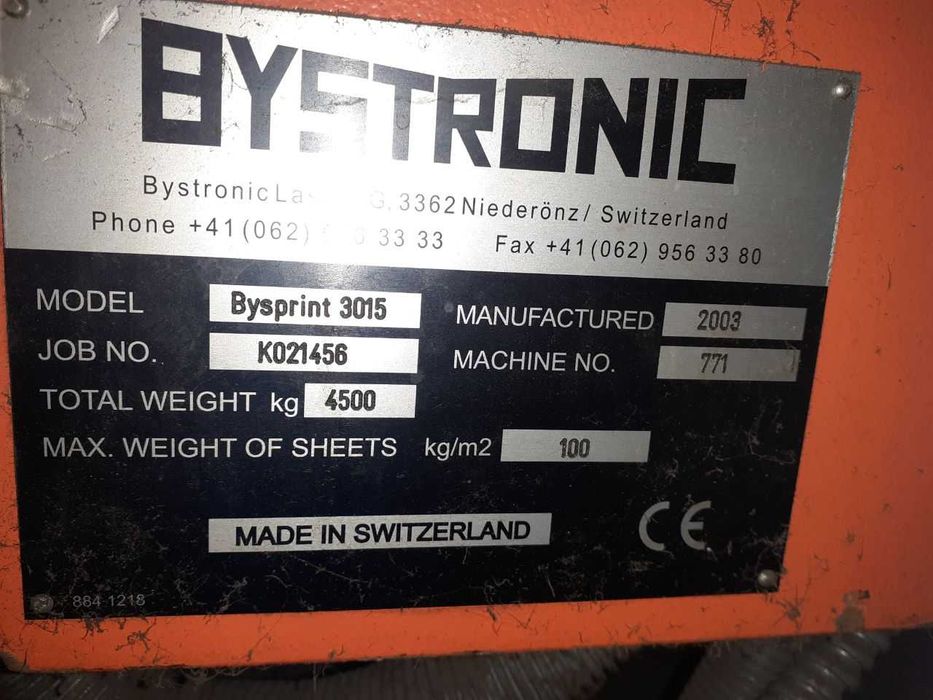 BYSTRONIC
Bystronic G. 3362 Niederönz / Switzerland
Phone +41 (062) 33 33 Fax +41 (062) 956 33 80
MODEL Bysprint 3015 MANUFACTURED 2003
JOB NO. K021456 MACHINE NO. 771
TOTAL WEIGHT kg 4500
MAX. WEIGHT OF SHEETS kg/m2 100
MADE IN SWITZERLAND CE
884 1218